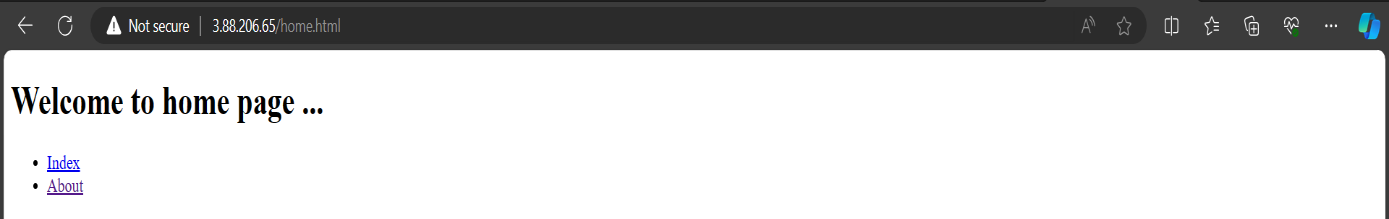 Not secure | 3.88.206.65/home.html
Welcome to home page ...
• Index
• About